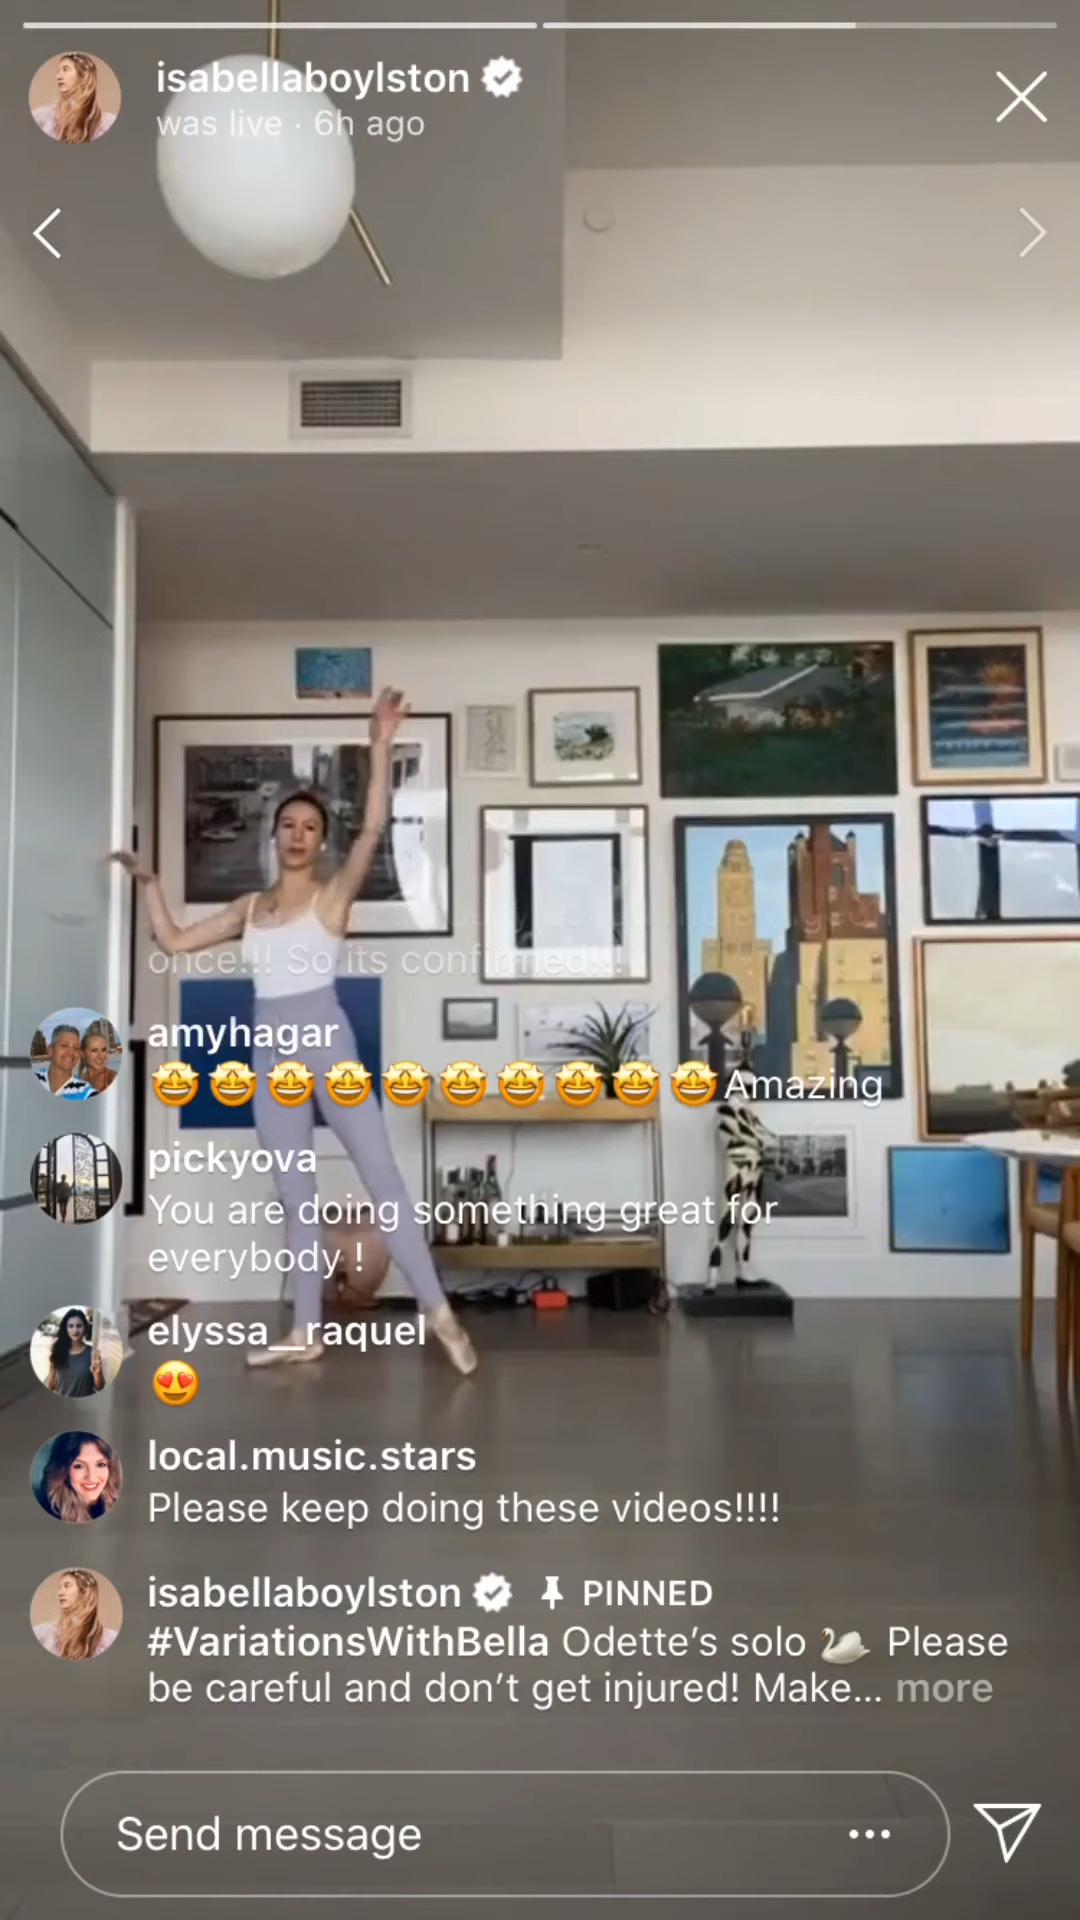 isabellaboylston
was live · 6h ago
once!!! So its confirmed!!!
amyhagar
🤩🤩🤩🤩🤩🤩🤩🤩🤩🤩Amazing
pickyova
You are doing something great for
everybody !
elyssa__raquel
😍
local.music.stars
Please keep doing these videos!!!!
isabellaboylston PINNED
#VariationsWithBella Odette’s solo 🦢 Please
be careful and don’t get injured! Make... more
Send message